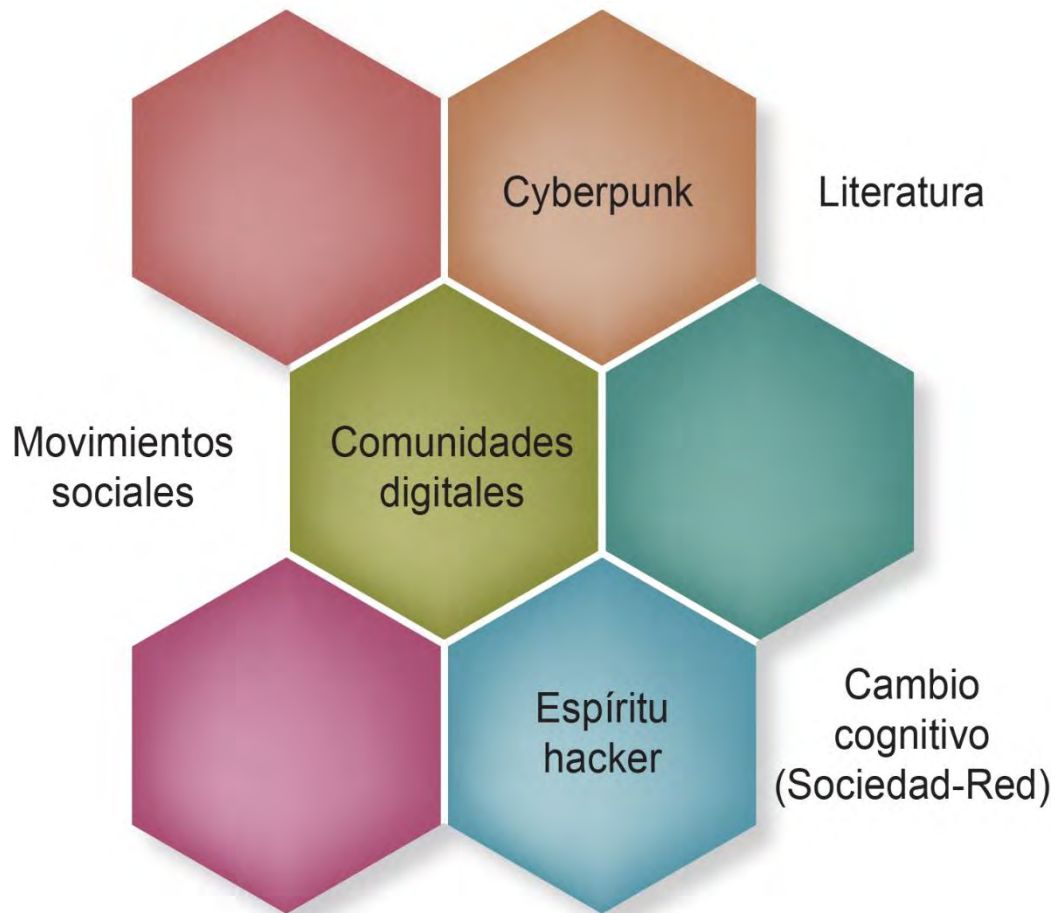 Cyberpunk
Literatura
Movimientos
sociales
Comunidades
digitales
Espíritu
hacker
Cambio
cognitivo
(Sociedad-Red)